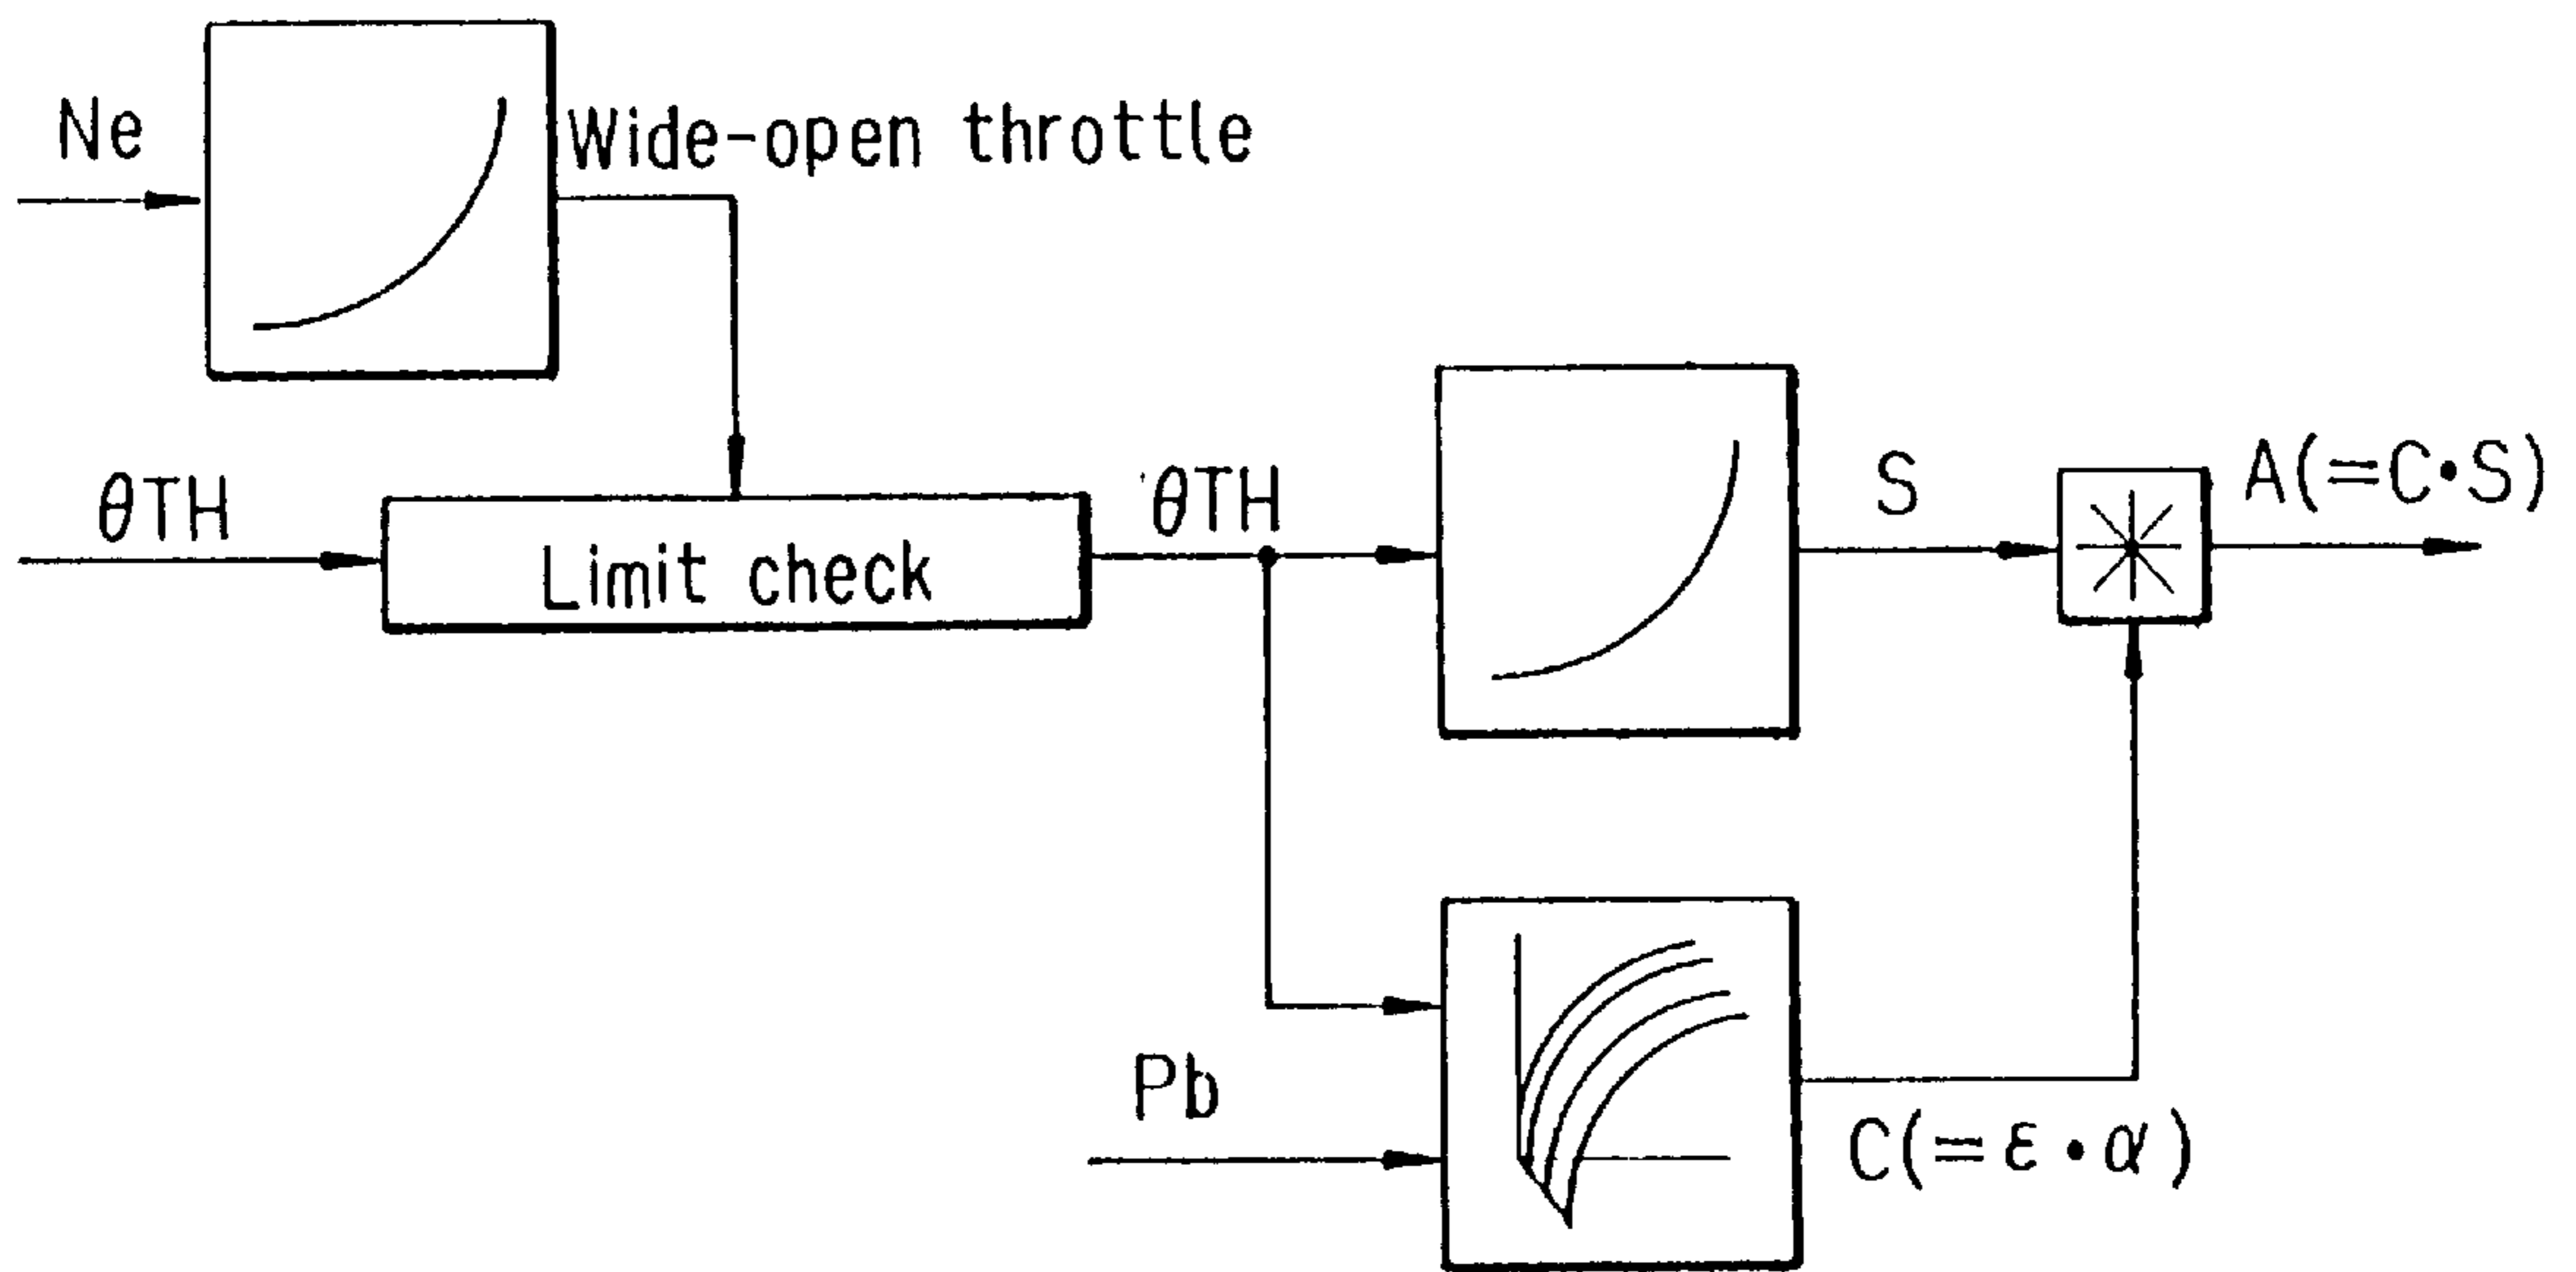 Ne
Wide-open throttle
θTH
Limit check
θTH
S
A(=C·S)
Pb
C(=ε·α)